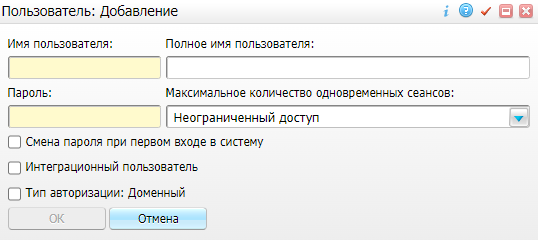 Пользователь: Добавление
Имя пользователя: Полное имя пользователя:
Пароль: Максимальное количество одновременных сеансов:
Неограниченный доступ
Смена пароля при первом входе в систему
Интеграционный пользователь
Тип авторизации: Доменный
OK Отмена